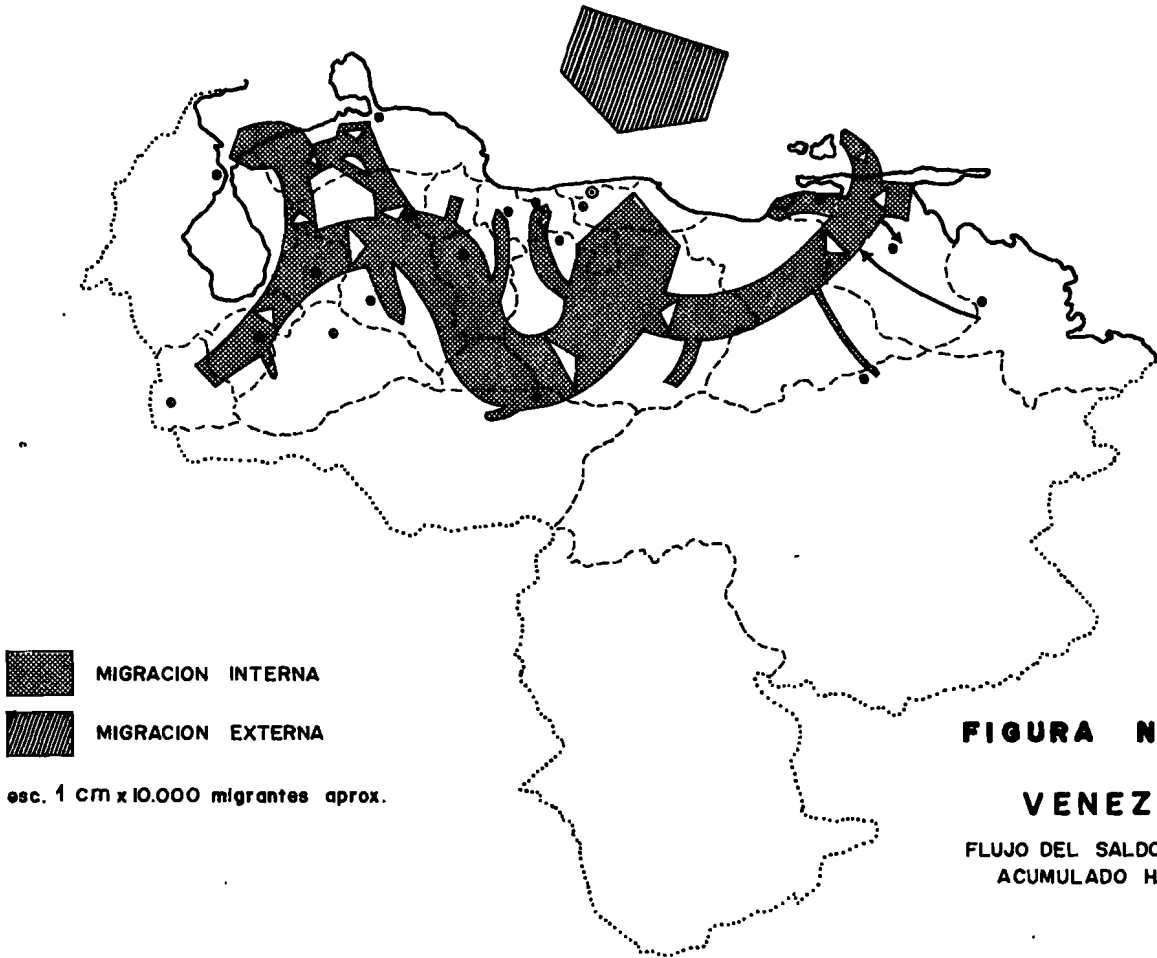 MIGRACION INTERNA
MIGRACION EXTERNA
esc. 1 cm x 10.000 migrantes aprox.
FIGURA N
VENEZ
FLUJO DEL SALDO
ACUMULADO H